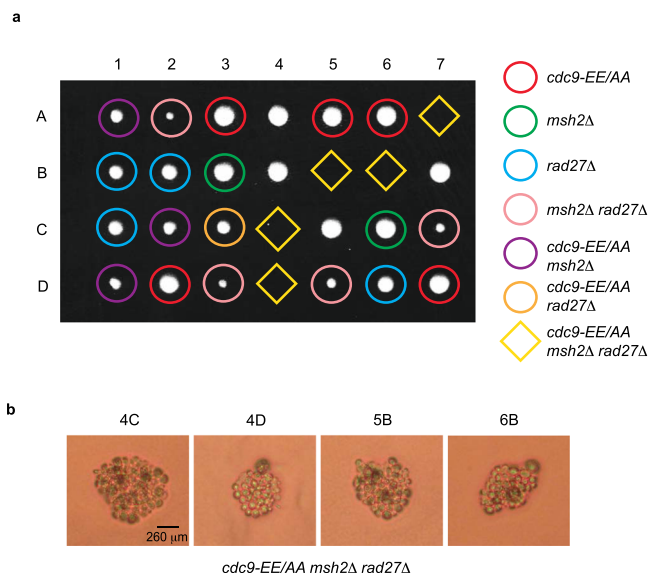 a
1 2 3 4 5 6 7
A
B
C
D
cdc9-EE/AA
msh2Δ
rad27Δ
msh2Δ rad27Δ
cdc9-EE/AA
msh2Δ
cdc9-EE/AA
rad27Δ
cdc9-EE/AA
msh2Δ rad27Δ
b
4C 4D 5B 6B
260 μm
cdc9-EE/AA msh2Δ rad27Δ